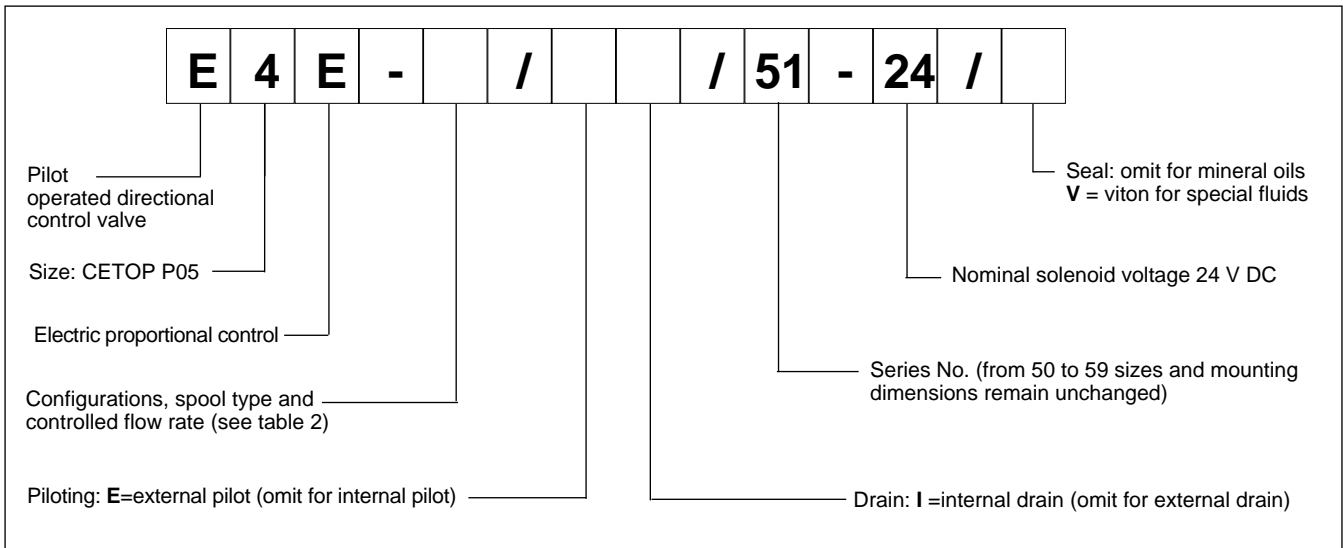 E 4 E - / / 51 - 24 /
Pilot
operated directional
control valve
Size: CETOP P05
Electric proportional control
Configurations, spool type and
controlled flow rate (see table 2)
Piloting: E=external pilot (omit for internal pilot)
Seal: omit for mineral oils
V = viton for special fluids
Nominal solenoid voltage 24 V DC
Series No. (from 50 to 59 sizes and mounting
dimensions remain unchanged)
Drain: I =internal drain (omit for external drain)